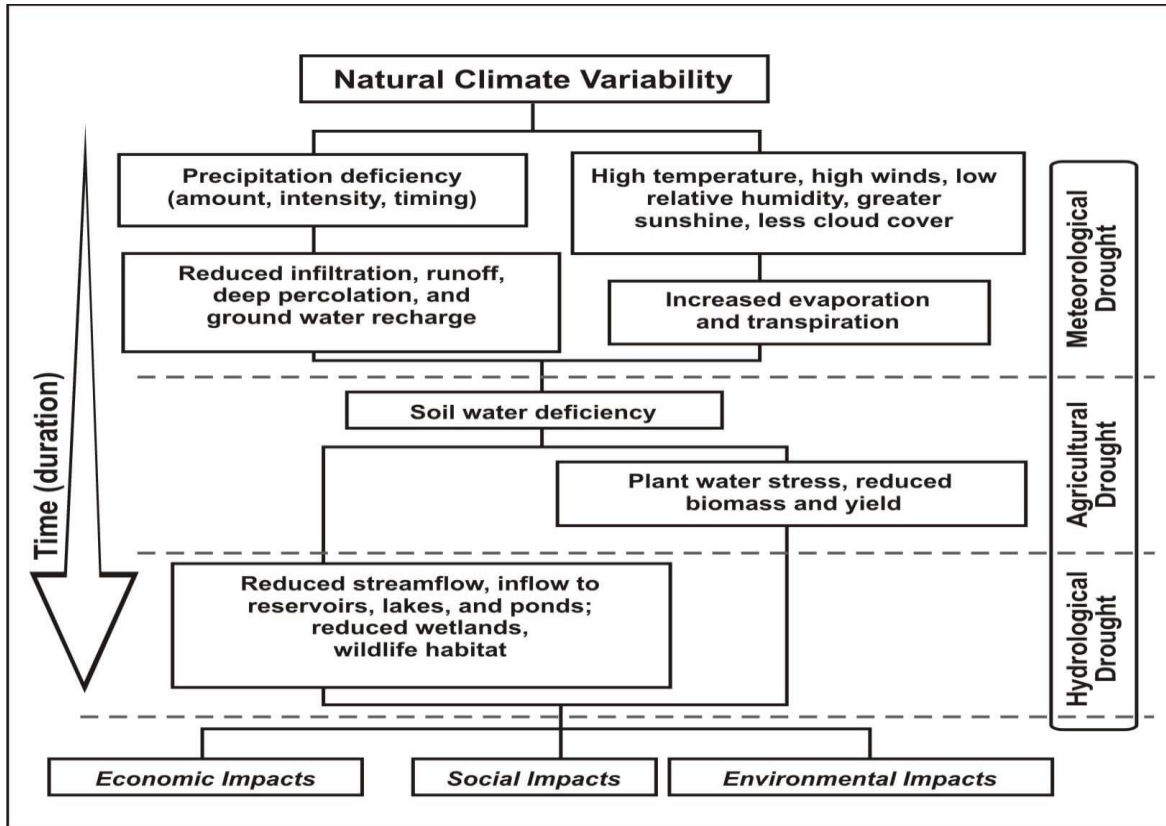 Natural Climate Variability
Precipitation deficiency
(amount, intensity, timing)
High temperature, high winds, low
relative humidity, greater
sunshine, less cloud cover
Reduced infiltration, runoff,
deep percolation, and
ground water recharge
Increased evaporation
and transpiration
Soil water deficiency
Plant water stress, reduced
biomass and yield
Reduced streamflow, inflow to
reservoirs, lakes, and ponds;
reduced wetlands,
wildlife habitat
Economic Impacts
Social Impacts
Environmental Impacts
Time (duration)
Meteorological
Drought
Agricultural
Drought
Hydrological
Drought